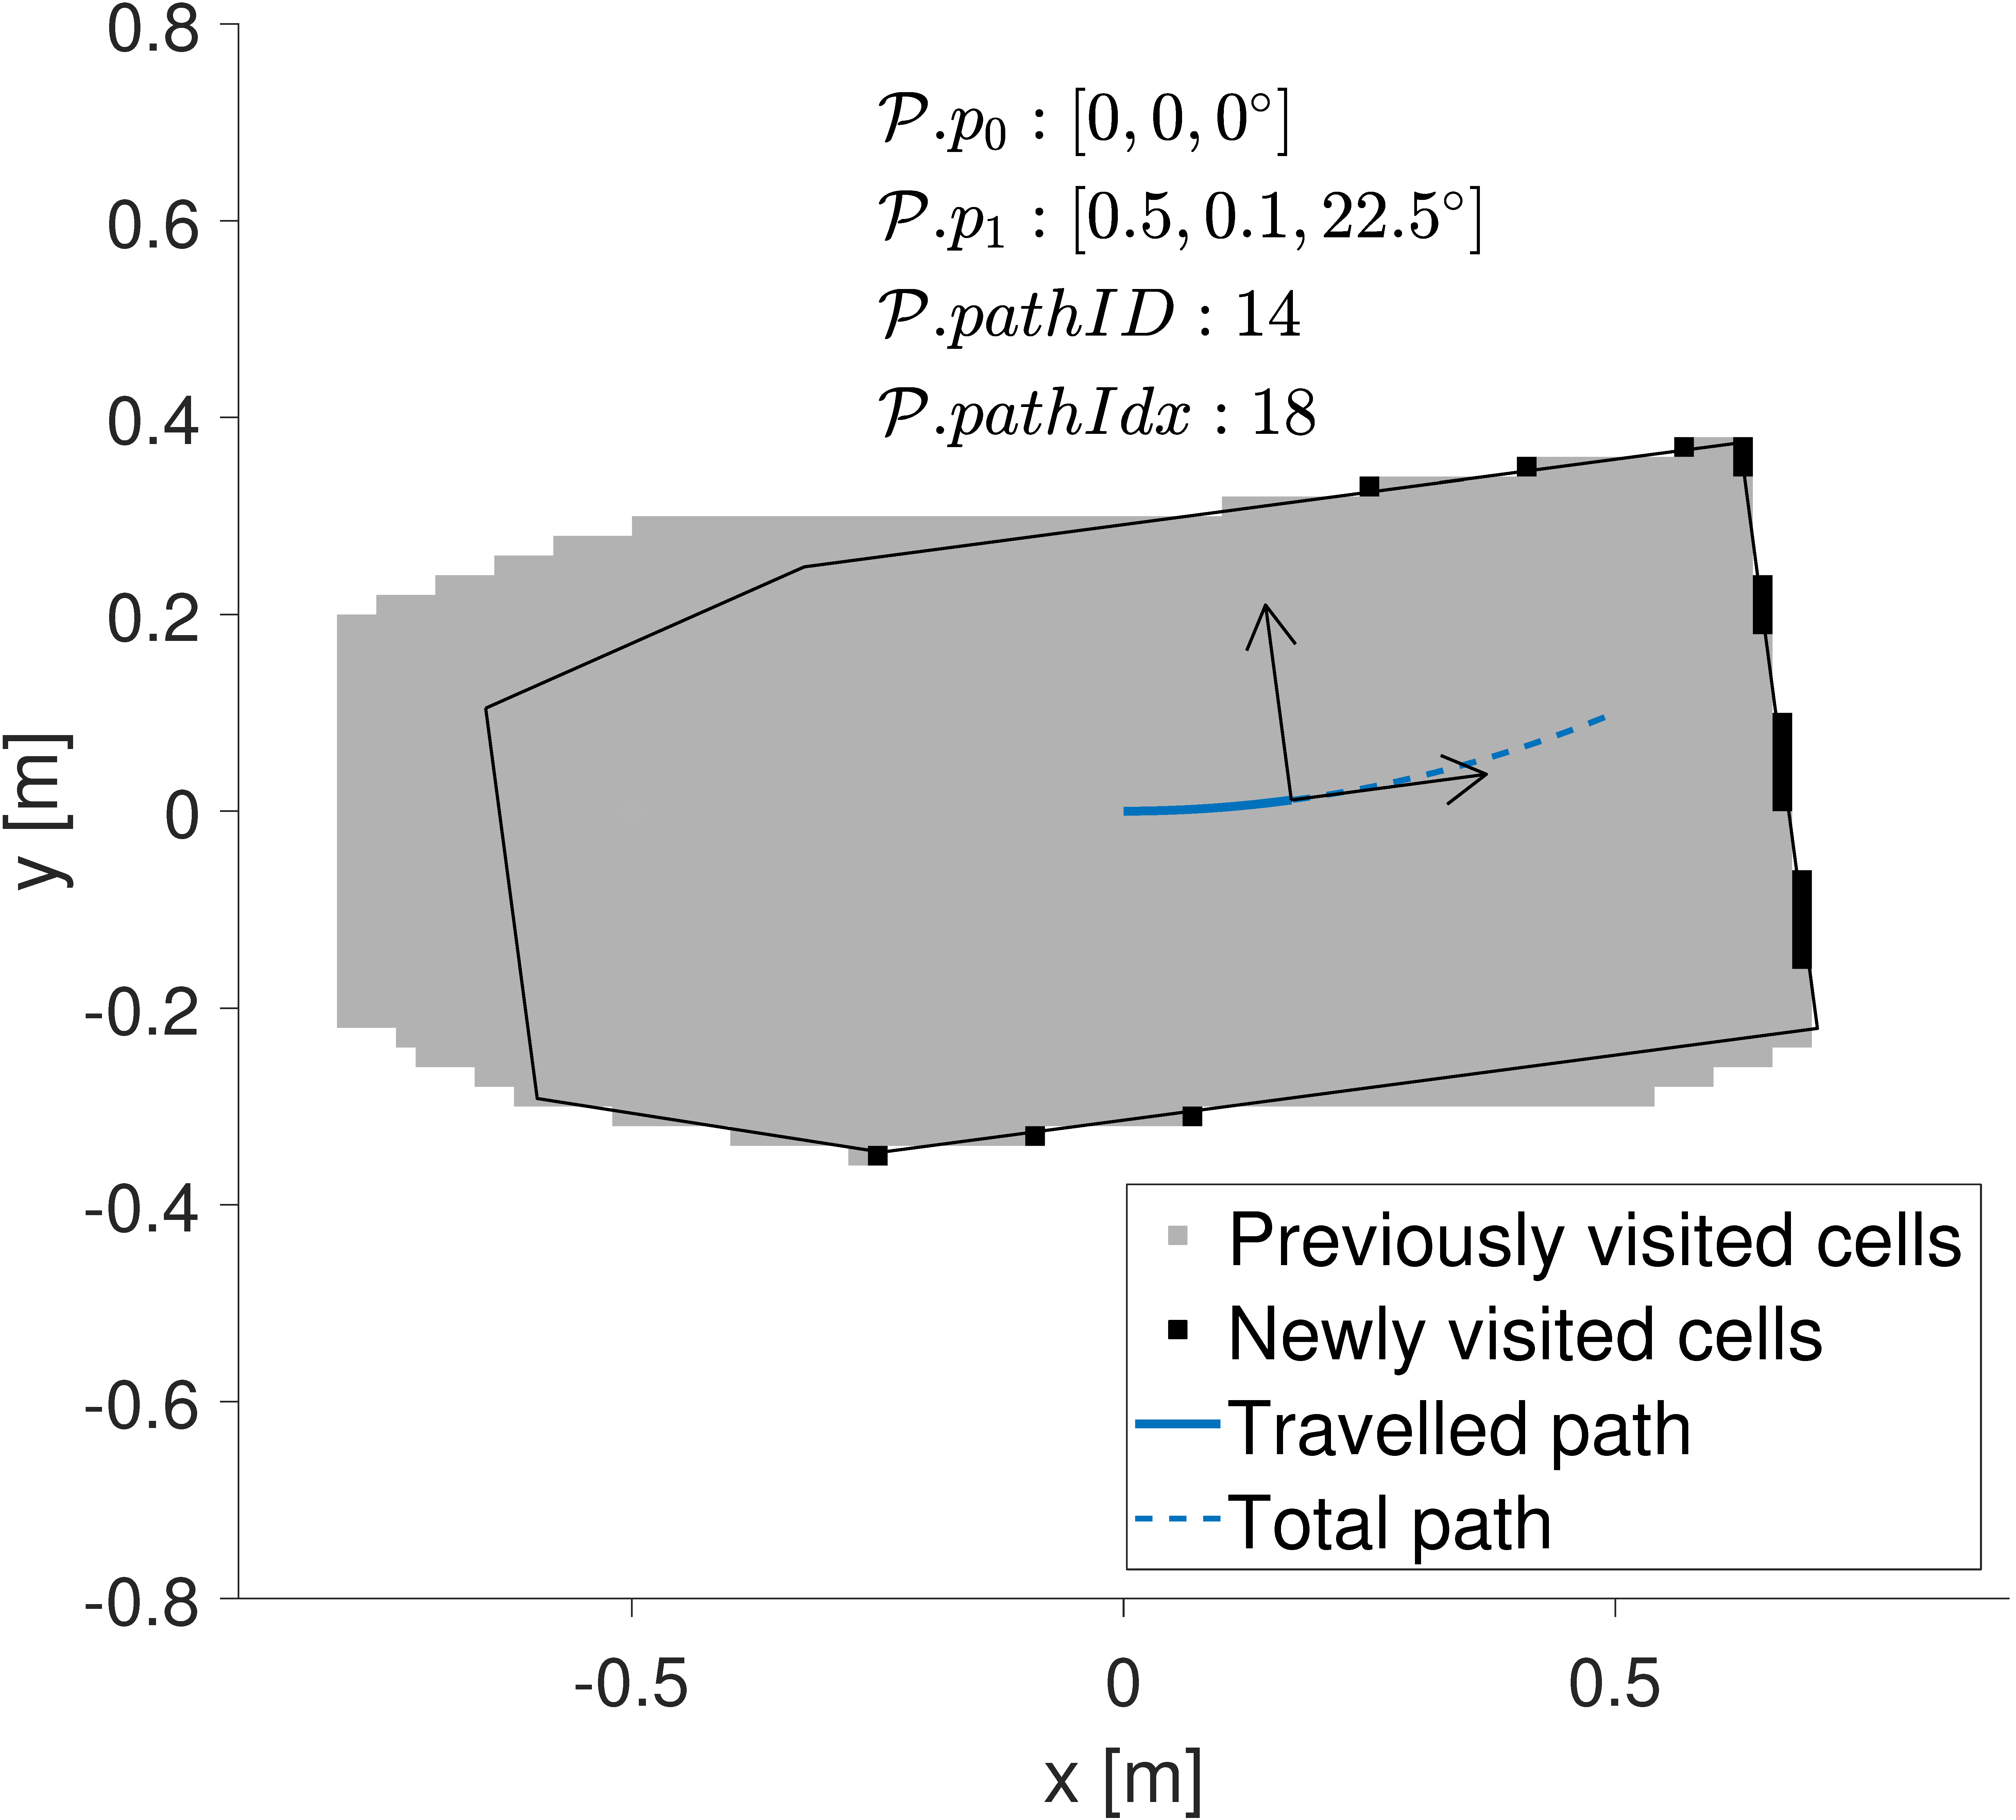 0.8
𝒫.p₀ : [0, 0, 0°]
0.6
𝒫.p₁ : [0.5, 0.1, 22.5°]
𝒫.pathID : 14
0.4
𝒫.pathIdx : 18
0.2
0
y [m]
-0.2
-0.4
-0.6
-0.8
Previously visited cells
Newly visited cells
Travelled path
Total path
-0.5 0 0.5
x [m]